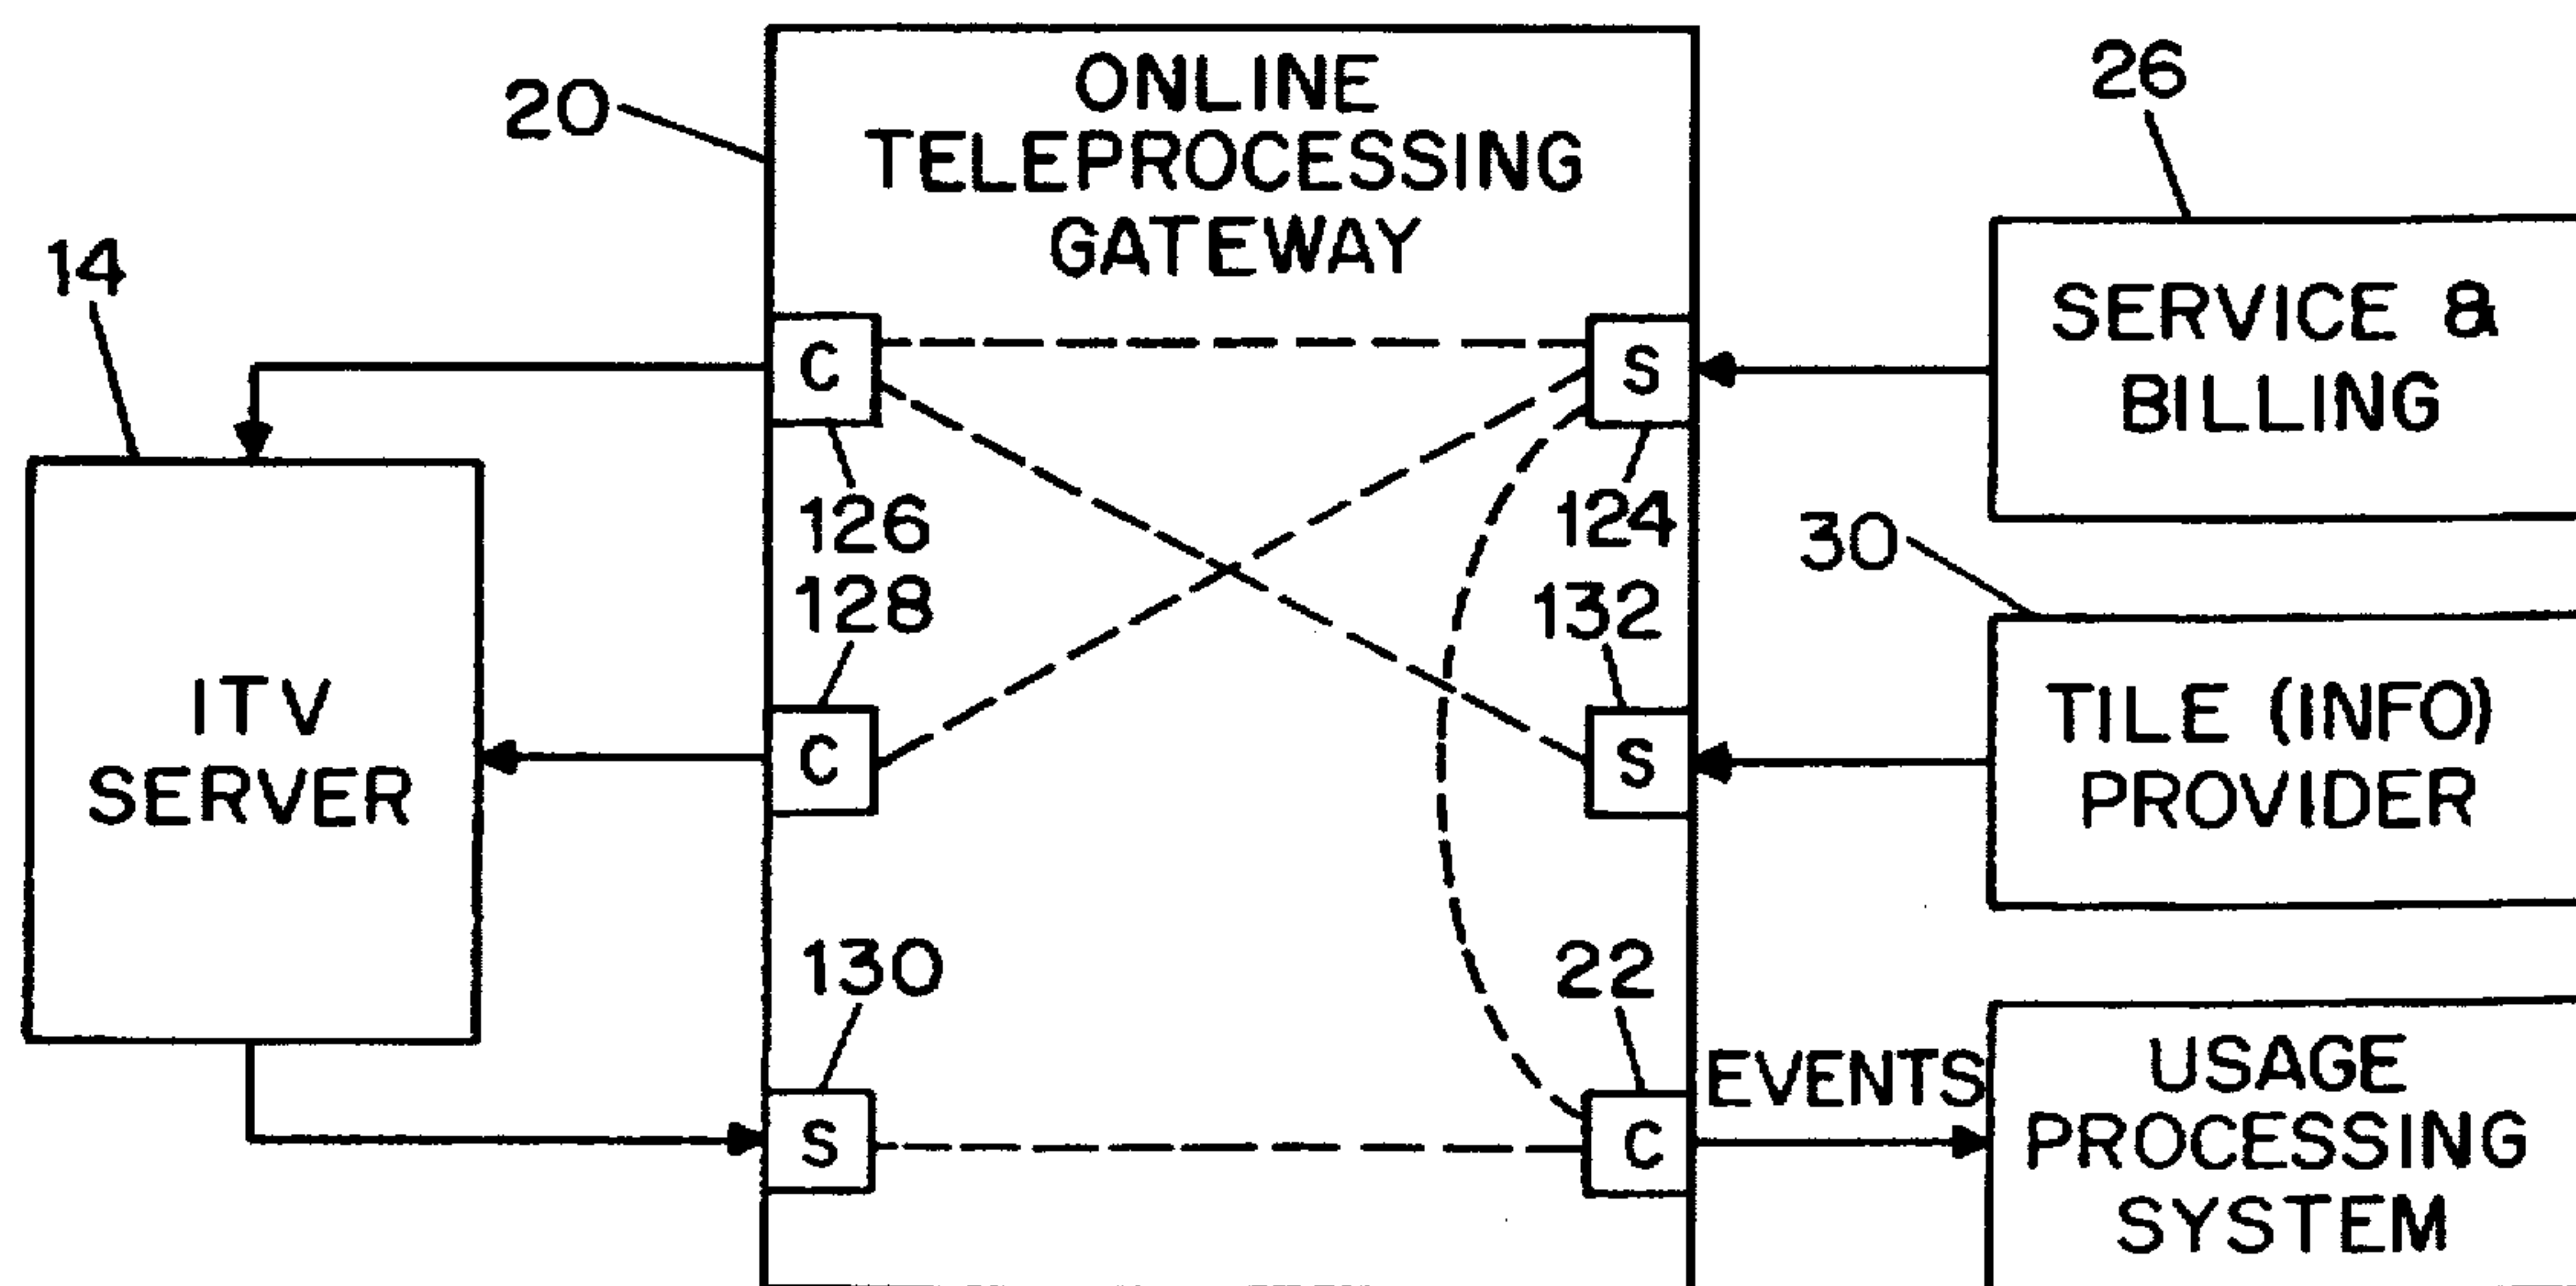 ONLINE
TELEPROCESSING
GATEWAY
20
26
14
SERVICE &
BILLING
C
S
126
124
30
128
132
ITV
SERVER
TILE (INFO)
PROVIDER
C
S
130
22
EVENTS
USAGE
PROCESSING
SYSTEM
S
C